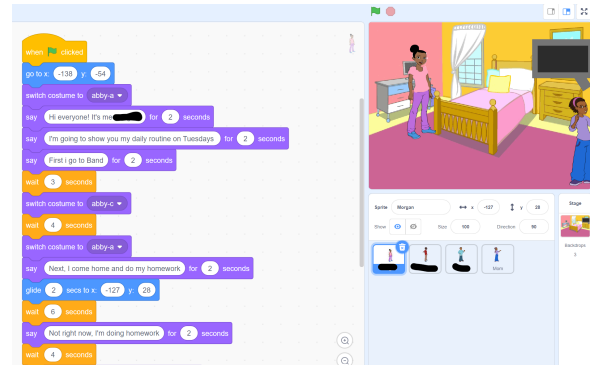 when clicked
go to x: -138 y: -54
switch costume to abby-a
say Hi everyone! It's me for 2 seconds
say I'm going to show you my daily routine on Tuesdays for 2 seconds
say First i go to Band for 2 seconds
wait 3 seconds
switch costume to abby-c
wait 4 seconds
switch costume to abby-a
say Next, I come home and do my homework for 2 seconds
glide 2 secs to x: -127 y: 28
wait 6 seconds
say Not right now, I'm doing homework for 2 seconds
wait 4 seconds
Sprite Morgan x -127 y 28
Show Size 100 Direction 90
Mom
Stage
Backdrops
3